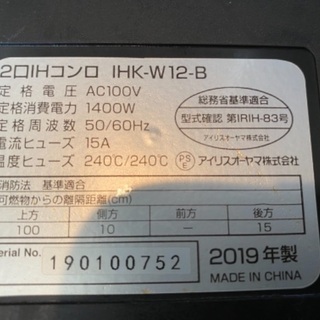 2口IHコンロ IHK-W12-B
定格電圧 AC100V
定格消費電力 1400W
定格周波数 50/60Hz
電流ヒューズ 15A
温度ヒューズ 240℃/240℃
総務省基準適合
型式確認 第IRIH-83号
アイリスオーヤマ株式会社
PSE アイリスオーヤマ株式会社
消防法 基準適合
可燃物からの離隔距離(cm)
上方 側方 前方 後方
100 10 — 15
Serial No. 190100752
2019年製
MADE IN CHINA